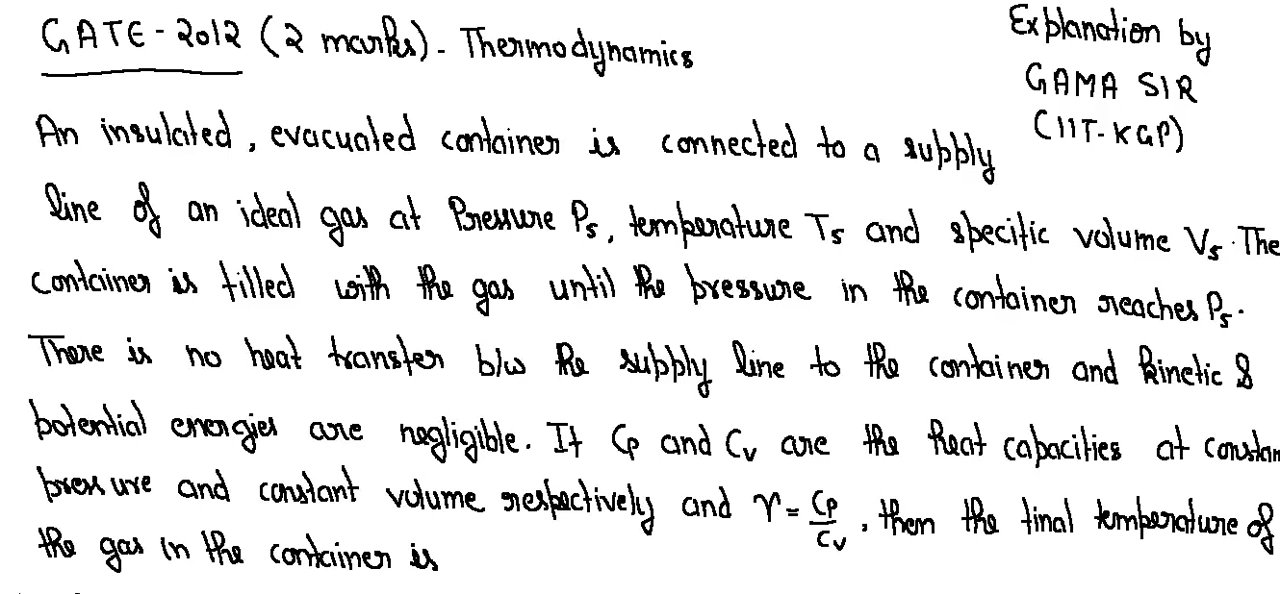 GATE-2012 (2 marks) - Thermodynamics
Explanation by
GAMA SIR
(IIT-KGP)
An insulated, evacuated container is connected to a supply
line of an ideal gas at Pressure Ps, temperature Ts and specific volume Vs. The
container is filled with the gas until the pressure in the container reaches Ps.
There is no heat transfer b/w the supply line to the container and kinetic &
potential energies are negligible. If Cp and Cv are the heat capacities at constan
pressure and constant volume respectively and γ = Cp/Cv, then the final temperature of
the gas in the container is